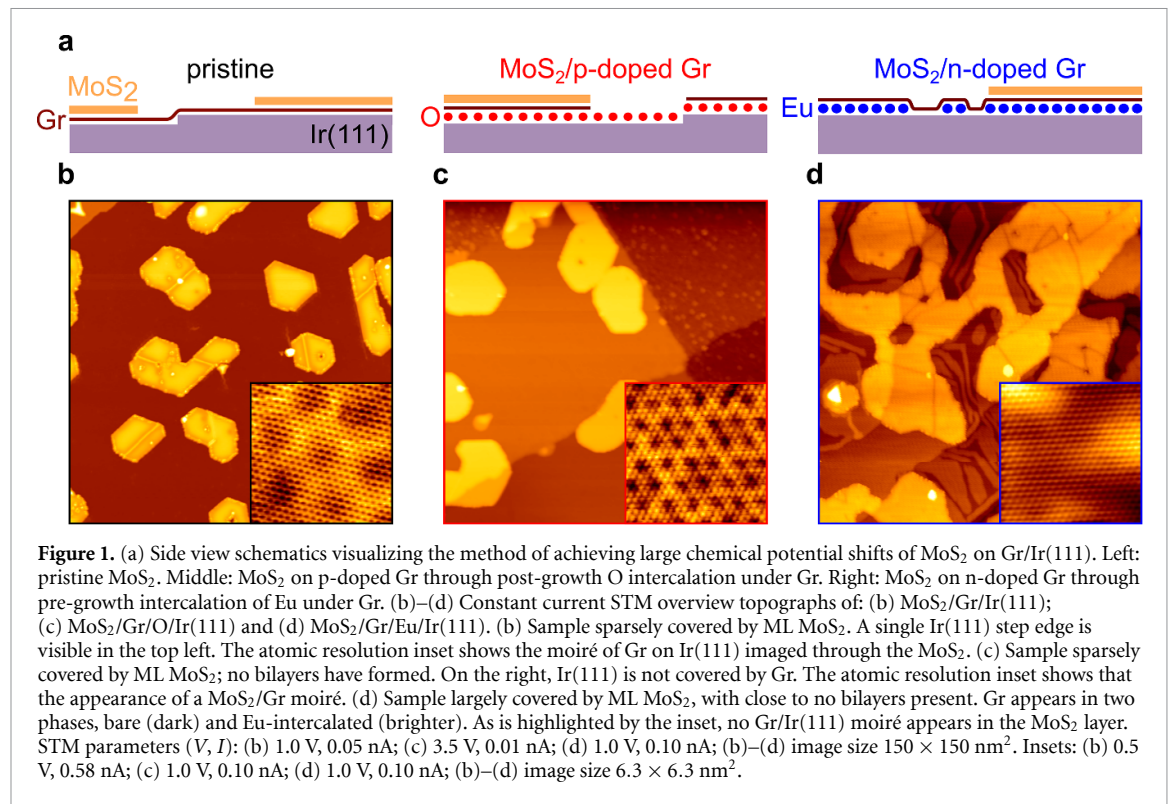 a
pristine
MoS₂/p-doped Gr
MoS₂/n-doped Gr
MoS₂
Gr
Ir(111)
O
Eu
b
c
d
Figure 1. (a) Side view schematics visualizing the method of achieving large chemical potential shifts of MoS₂ on Gr/Ir(111). Left:
pristine MoS₂. Middle: MoS₂ on p-doped Gr through post-growth O intercalation under Gr. Right: MoS₂ on n-doped Gr through
pre-growth intercalation of Eu under Gr. (b)–(d) Constant current STM overview topographs of: (b) MoS₂/Gr/Ir(111);
(c) MoS₂/Gr/O/Ir(111) and (d) MoS₂/Gr/Eu/Ir(111). (b) Sample sparsely covered by ML MoS₂. A single Ir(111) step edge is
visible in the top left. The atomic resolution inset shows the moiré of Gr on Ir(111) imaged through the MoS₂. (c) Sample sparsely
covered by ML MoS₂; no bilayers have formed. On the right, Ir(111) is not covered by Gr. The atomic resolution inset shows that
the appearance of a MoS₂/Gr moiré. (d) Sample largely covered by ML MoS₂, with close to no bilayers present. Gr appears in two
phases, bare (dark) and Eu-intercalated (brighter). As is highlighted by the inset, no Gr/Ir(111) moiré appears in the MoS₂ layer.
STM parameters (V, I): (b) 1.0 V, 0.05 nA; (c) 3.5 V, 0.01 nA; (d) 1.0 V, 0.10 nA; (b)–(d) image size 150 × 150 nm². Insets: (b) 0.5
V, 0.58 nA; (c) 1.0 V, 0.10 nA; (d) 1.0 V, 0.10 nA; (b)–(d) image size 6.3 × 6.3 nm².